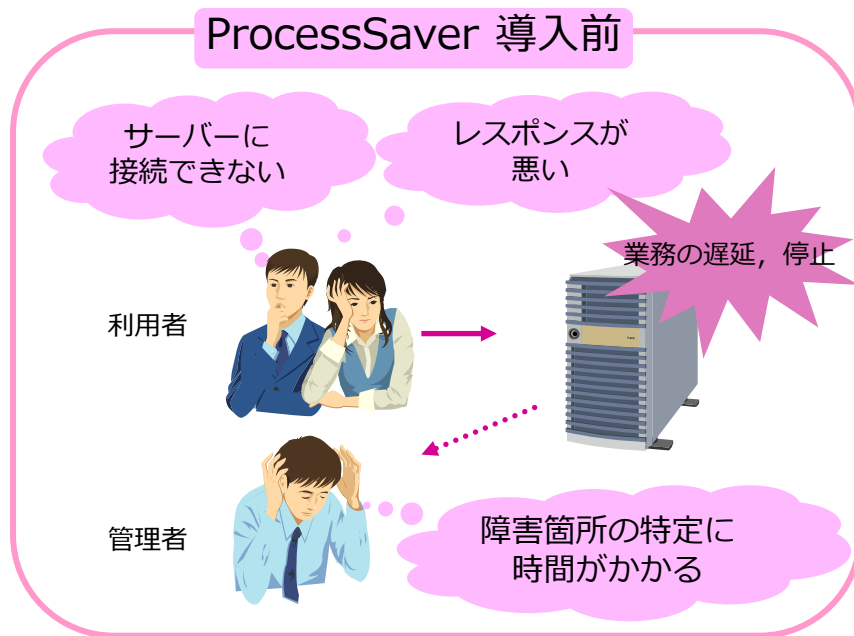 ProcessSaver 導入前
サーバーに
接続できない
レスポンスが
悪い
業務の遅延，停止
利用者
管理者
障害箇所の特定に
時間がかかる